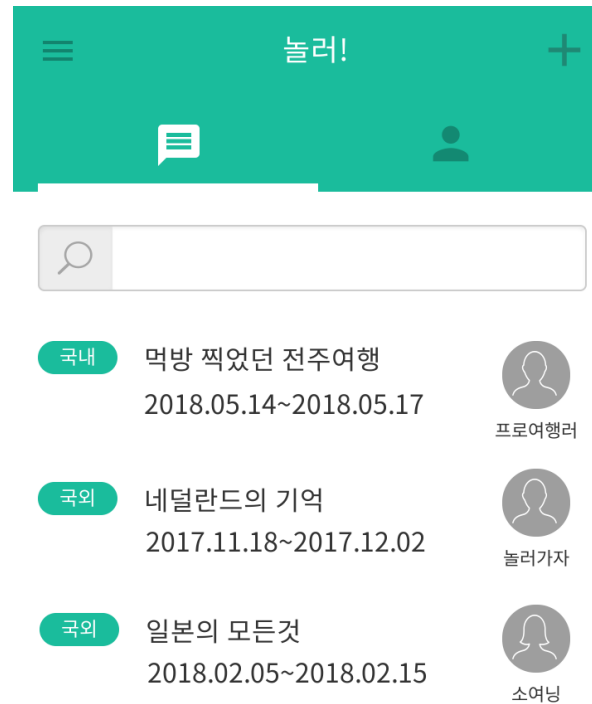 놀러!
국내
먹방 찍었던 전주여행
2018.05.14~2018.05.17
프로여행러
국외
네덜란드의 기억
2017.11.18~2017.12.02
놀러가자
국외
일본의 모든것
2018.02.05~2018.02.15
소여닝